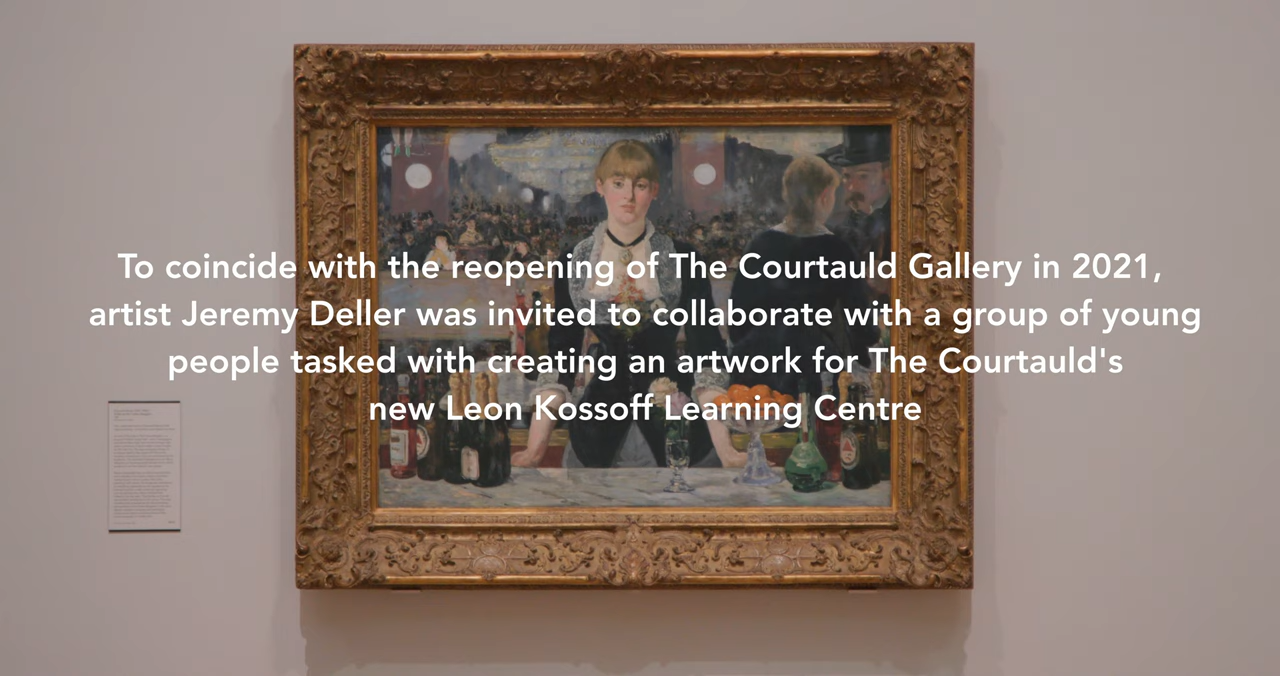 To coincide with the reopening of The Courtauld Gallery in 2021,
artist Jeremy Deller was invited to collaborate with a group of young
people tasked with creating an artwork for The Courtauld's
new Leon Kossoff Learning Centre